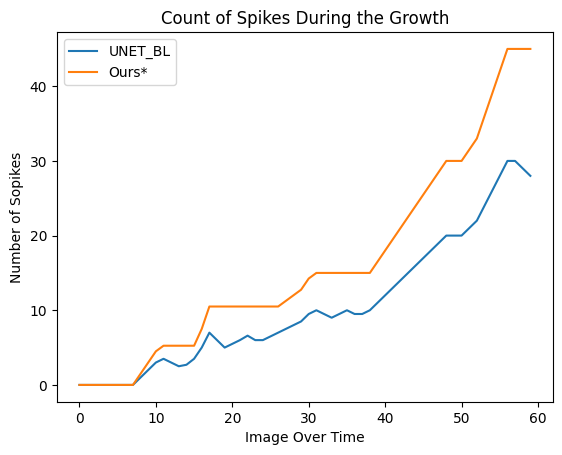 Count of Spikes During the Growth
UNET_BL
Ours*
Number of Sopikes
40
30
20
10
0
0 10 20 30 40 50 60
Image Over Time